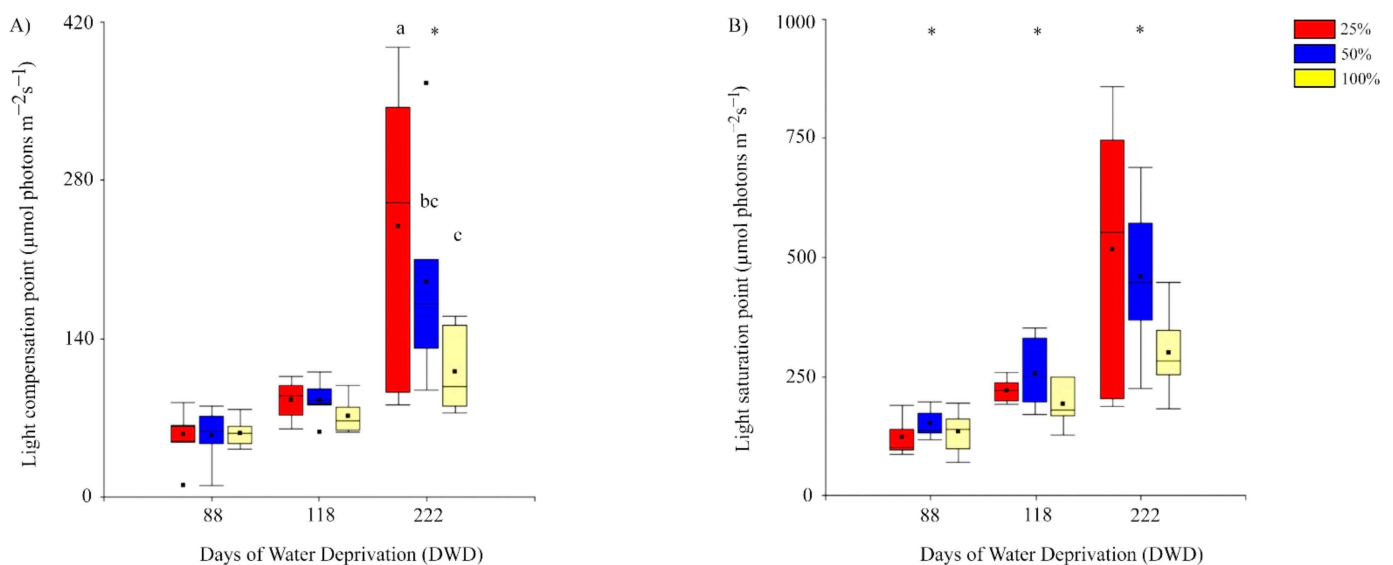 A)
Light compensation point (µmol photons m⁻²s⁻¹)
420
280
140
0
a
*
bc
c
88
118
222
Days of Water Deprivation (DWD)
B)
Light saturation point (µmol photons m⁻²s⁻¹)
1000
750
500
250
0
*
*
*
88
118
222
Days of Water Deprivation (DWD)
25%
50%
100%